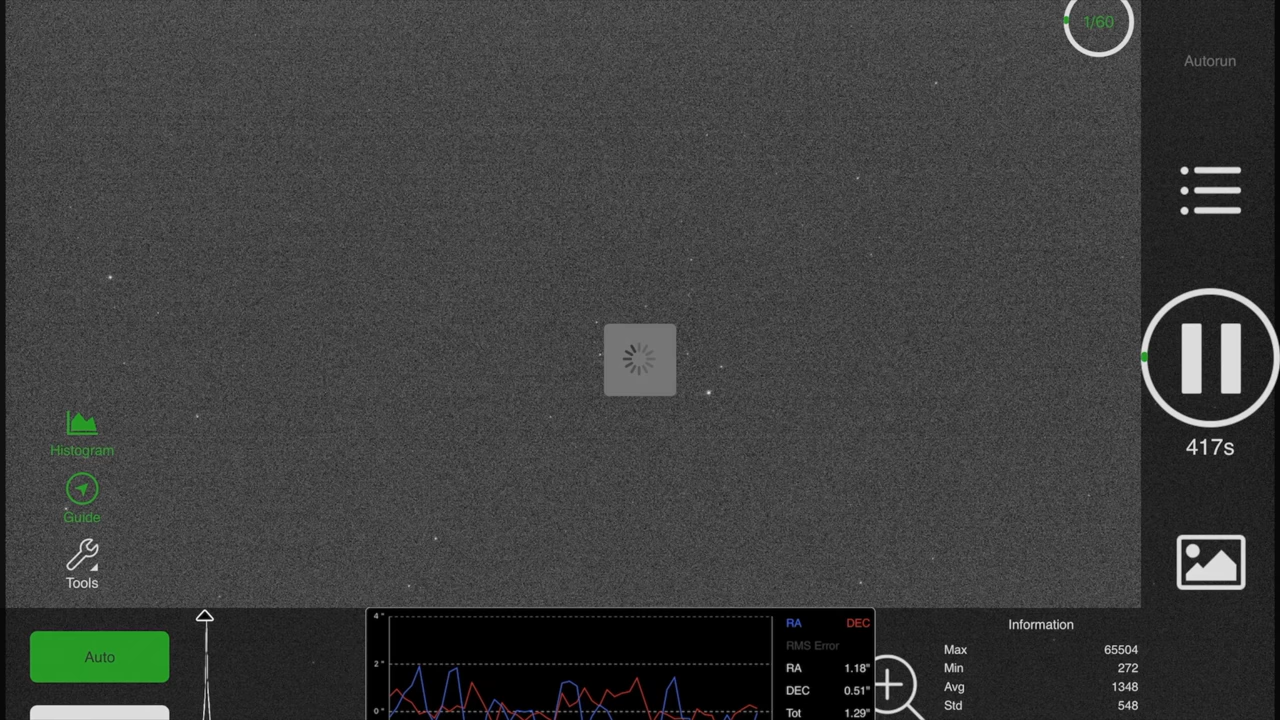 1/60
Autorun
417s
Histogram
Guide
Tools
Auto
4"
2"
0"
RA DEC
RMS Error
RA 1.18"
DEC 0.51"
Tot 1.29"
Information
Max 65504
Min 272
Avg 1348
Std 548